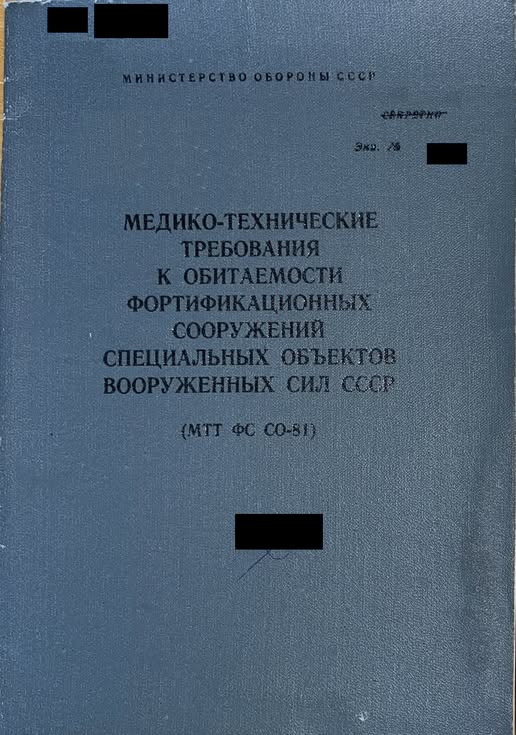 МИНИСТЕРСТВО ОБОРОНЫ СССР
СЕКРЕТНО
Экз. №
МЕДИКО-ТЕХНИЧЕСКИЕ
ТРЕБОВАНИЯ
К ОБИТАЕМОСТИ
ФОРТИФИКАЦИОННЫХ
СООРУЖЕНИЙ
СПЕЦИАЛЬНЫХ ОБЪЕКТОВ
ВООРУЖЕННЫХ СИЛ СССР
(МТТ ФС СО-81)